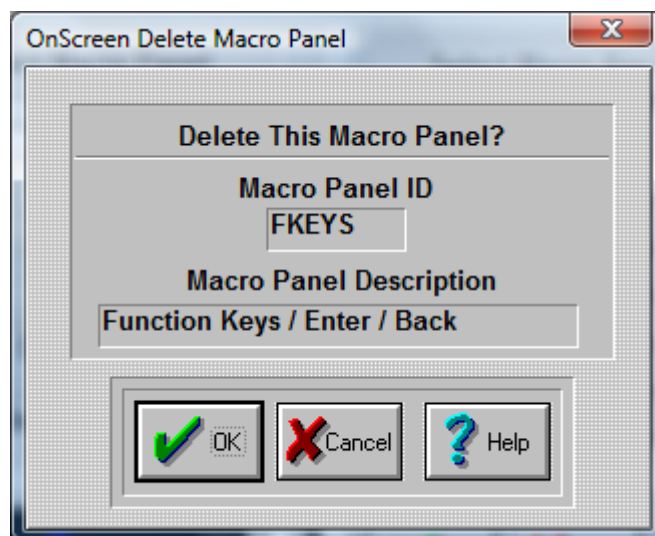 OnScreen Delete Macro Panel
Delete This Macro Panel?
Macro Panel ID
FKEYS
Macro Panel Description
Function Keys / Enter / Back
OK Cancel Help